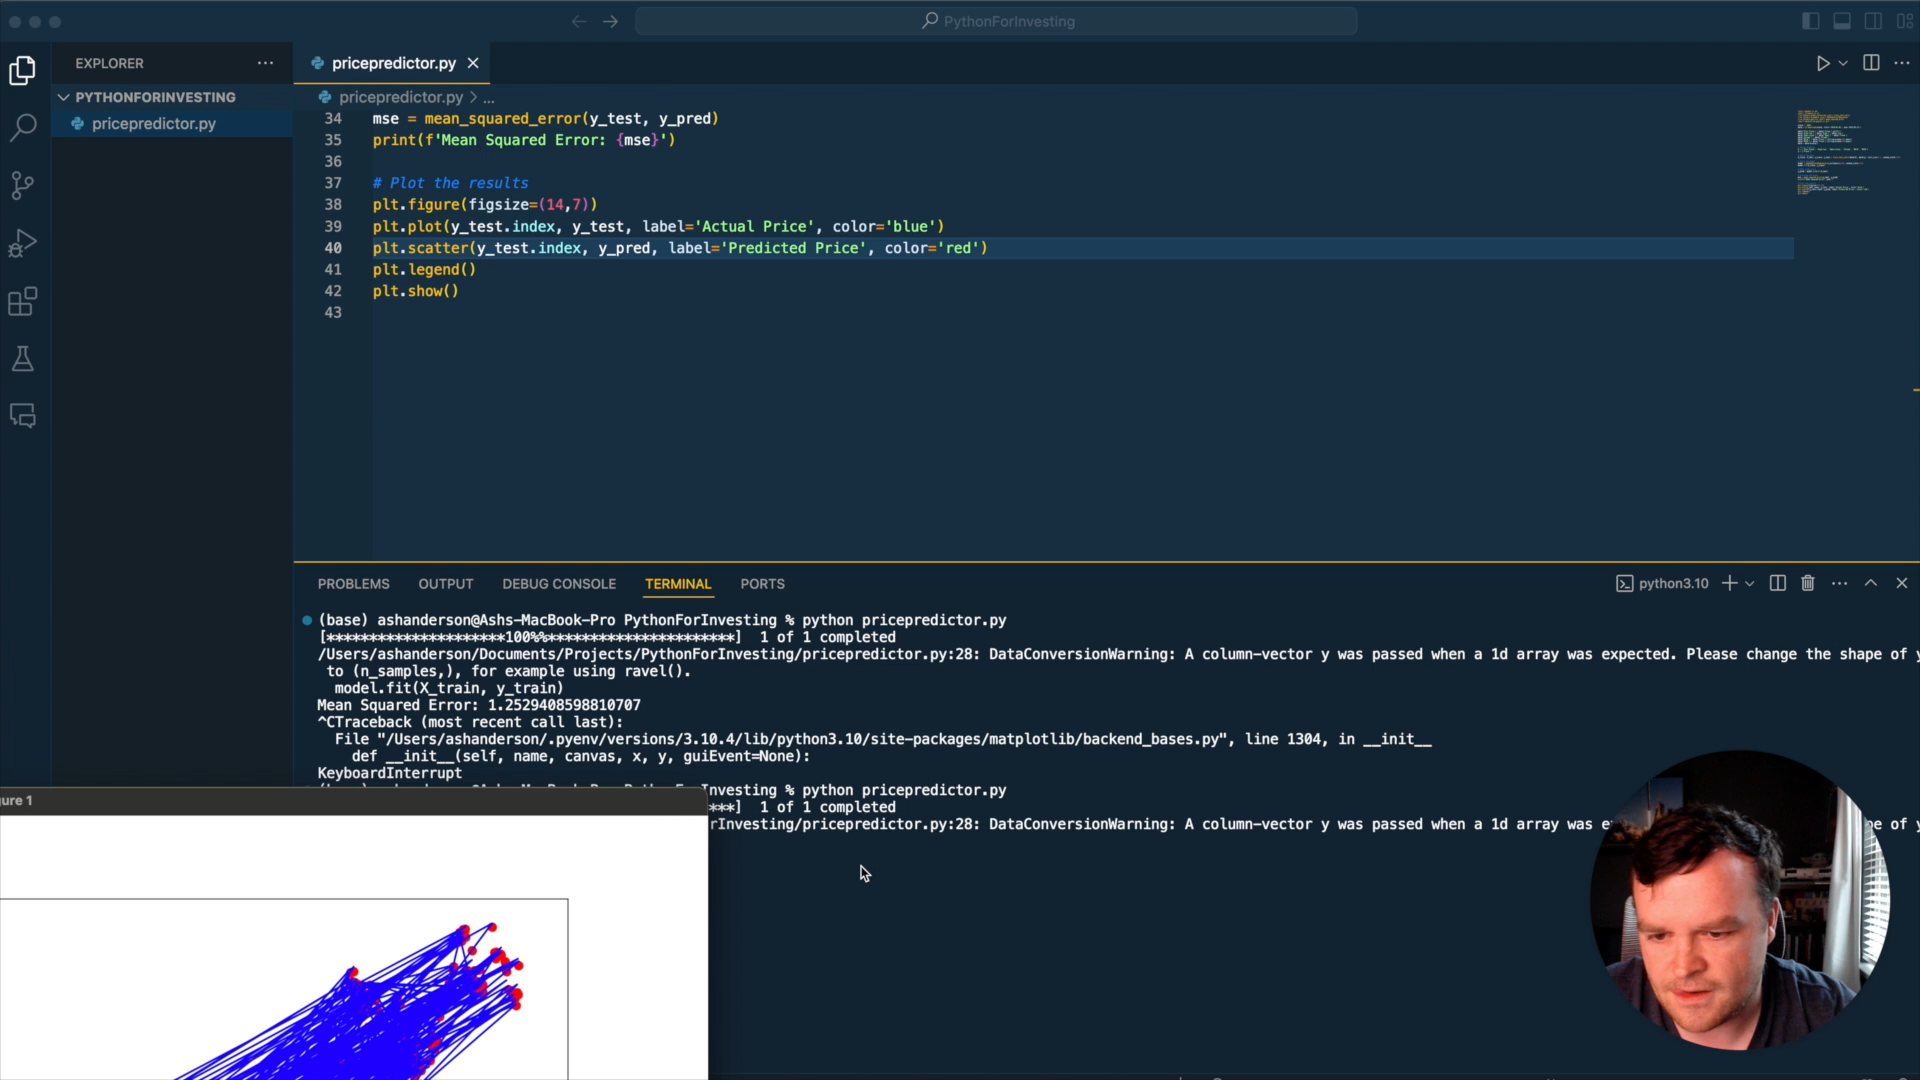 PythonForInvesting
EXPLORER
pricepredictor.py
PYTHONFORINVESTING
pricepredictor.py
pricepredictor.py > ...
34 mse = mean_squared_error(y_test, y_pred)
35 print(f'Mean Squared Error: {mse}')
36
37 # Plot the results
38 plt.figure(figsize=(14,7))
39 plt.plot(y_test.index, y_test, label='Actual Price', color='blue')
40 plt.scatter(y_test.index, y_pred, label='Predicted Price', color='red')
41 plt.legend()
42 plt.show()
43
PROBLEMS OUTPUT DEBUG CONSOLE TERMINAL PORTS
python3.10
(base) ashanderson@Ashs-MacBook-Pro PythonForInvesting % python pricepredictor.py
[*********************100%%**********************]  1 of 1 completed
/Users/ashanderson/Documents/Projects/PythonForInvesting/pricepredictor.py:28: DataConversionWarning: A column-vector y was passed when a 1d array was expected. Please change the shape of y
to (n_samples,), for example using ravel().
model.fit(X_train, y_train)
Mean Squared Error: 1.2529408598810707
^CTraceback (most recent call last):
File "/Users/ashanderson/.pyenv/versions/3.10.4/lib/python3.10/site-packages/matplotlib/backend_bases.py", line 1304, in __init__
def __init__(self, name, canvas, x, y, guiEvent=None):
KeyboardInterrupt
% python pricepredictor.py
***]  1 of 1 completed
rInvesting/pricepredictor.py:28: DataConversionWarning: A column-vector y was passed when a 1d array was
pe of y
gure 1